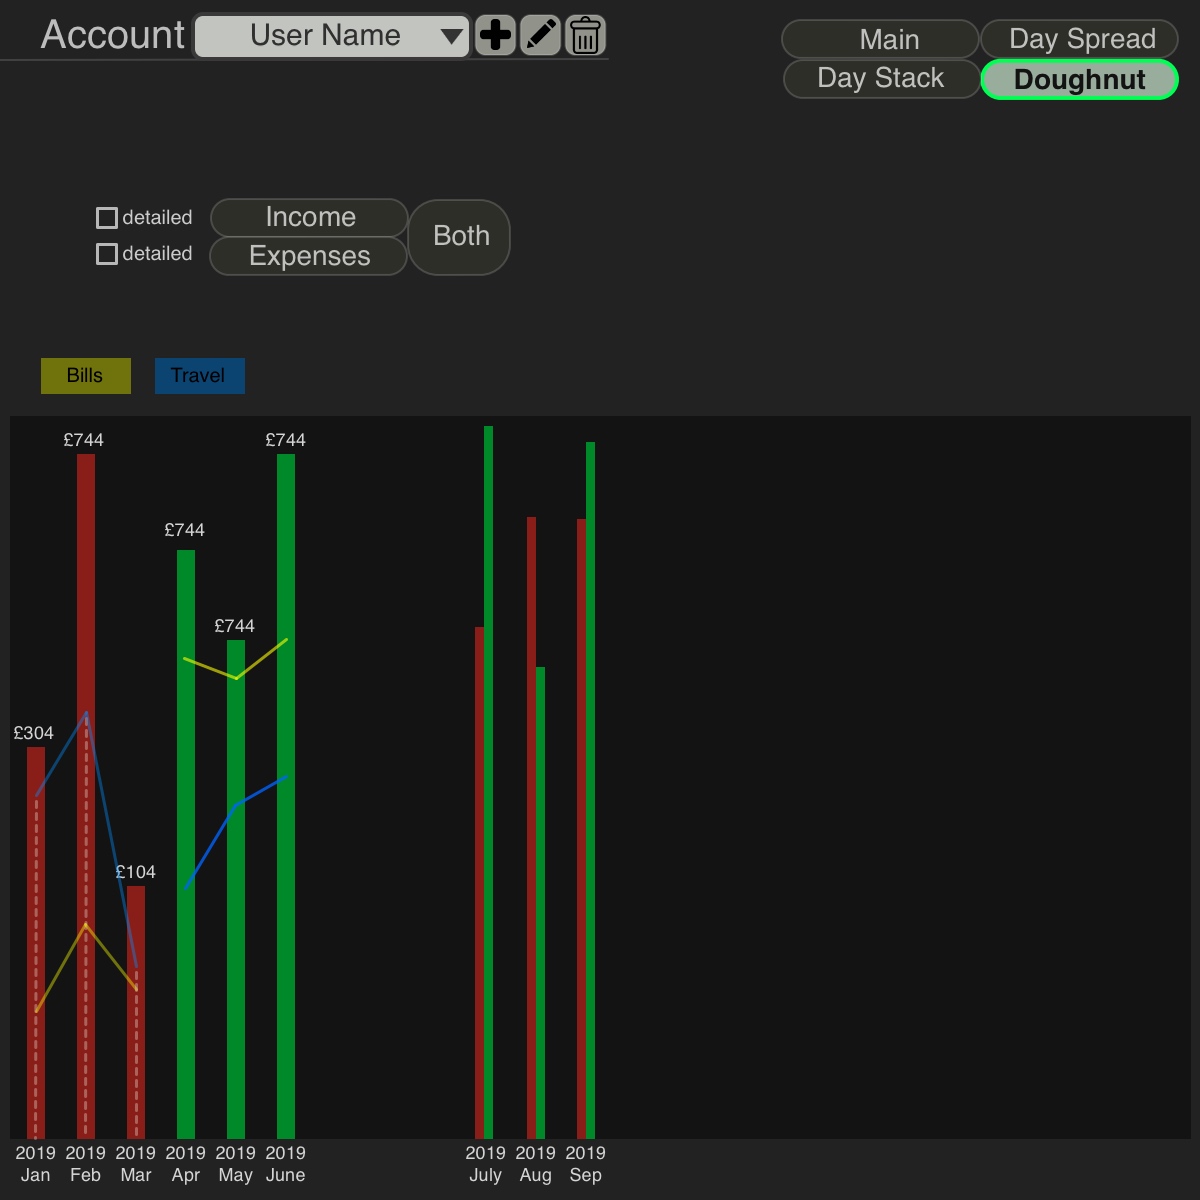 Account User Name
Main
Day Spread
Day Stack
Doughnut
detailed
Income
Both
detailed
Expenses
Bills
Travel
£744
£744
£744
£744
£304
£104
2019 2019 2019 2019 2019 2019 2019 2019 2019
Jan Feb Mar Apr May June July Aug Sep